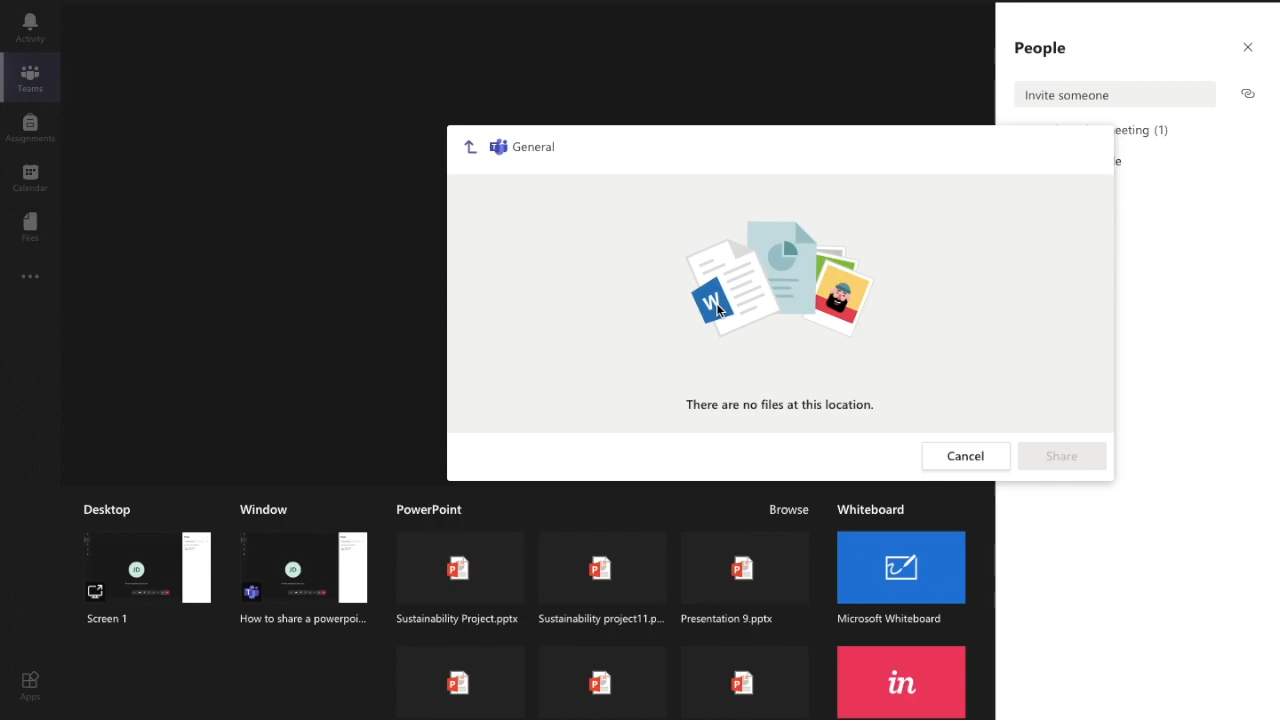 Activity
Teams
Assignments
Calendar
Files
Apps
People
Invite someone
eeting (1)
e
General
W
There are no files at this location.
Cancel
Share
Desktop
Window
PowerPoint
Browse
Whiteboard
JD
JD
P
P
P
Screen 1
How to share a powerpoi...
Sustainability Project.pptx
Sustainability project11.p...
Presentation 9.pptx
Microsoft Whiteboard
P
P
P
in